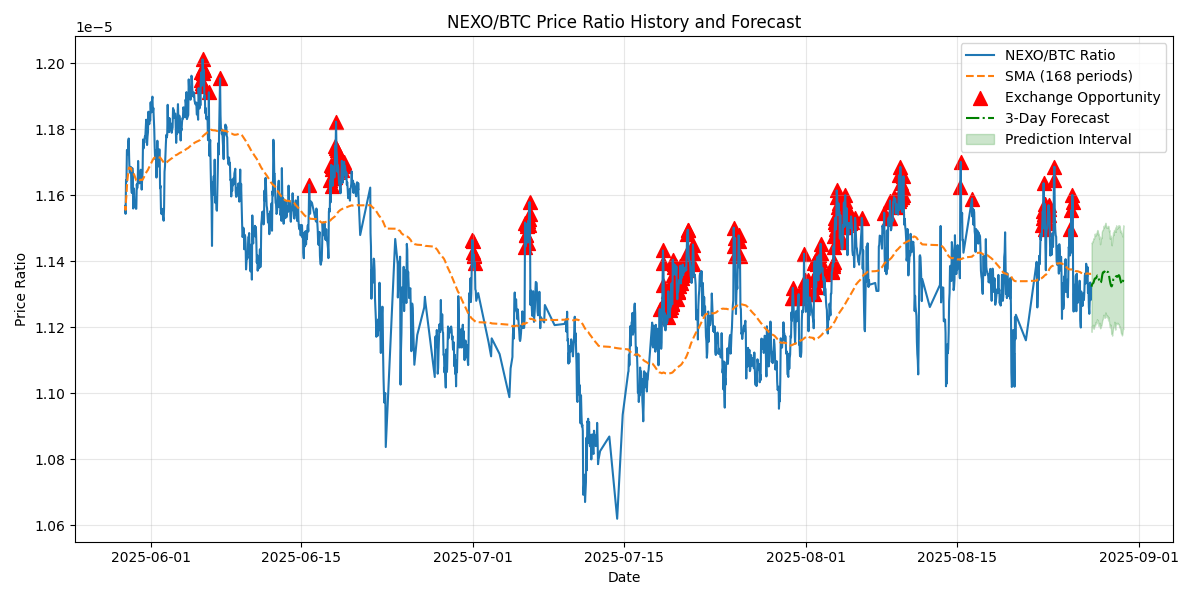 NEXO/BTC Price Ratio History and Forecast
1e−5
1.20
1.18
1.16
1.14
1.12
1.10
1.08
1.06
Price Ratio
NEXO/BTC Ratio
SMA (168 periods)
Exchange Opportunity
3-Day Forecast
Prediction Interval
2025-06-01
2025-06-15
2025-07-01
2025-07-15
2025-08-01
2025-08-15
2025-09-01
Date